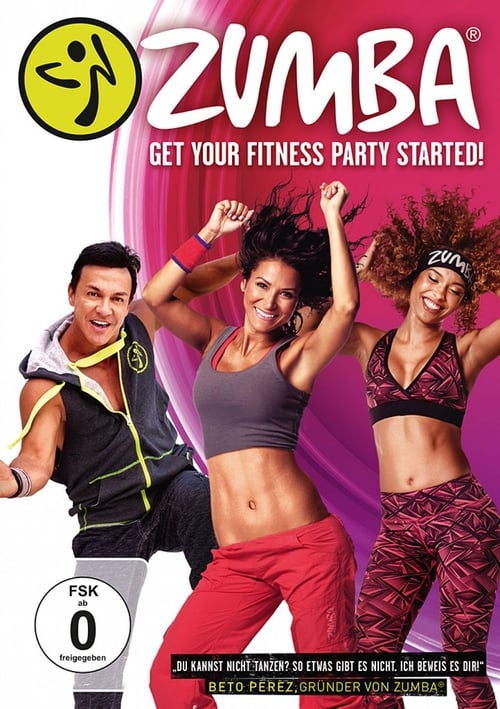 ZUMBA®
GET YOUR FITNESS PARTY STARTED!
ZUMB
FSK
ab
0
freigegeben
„DU KANNST NICHT TANZEN? SO ETWAS GIBT ES NICHT. ICH BEWEIS ES DIR!“
BETO PEREZ, GRÜNDER VON ZUMBA®